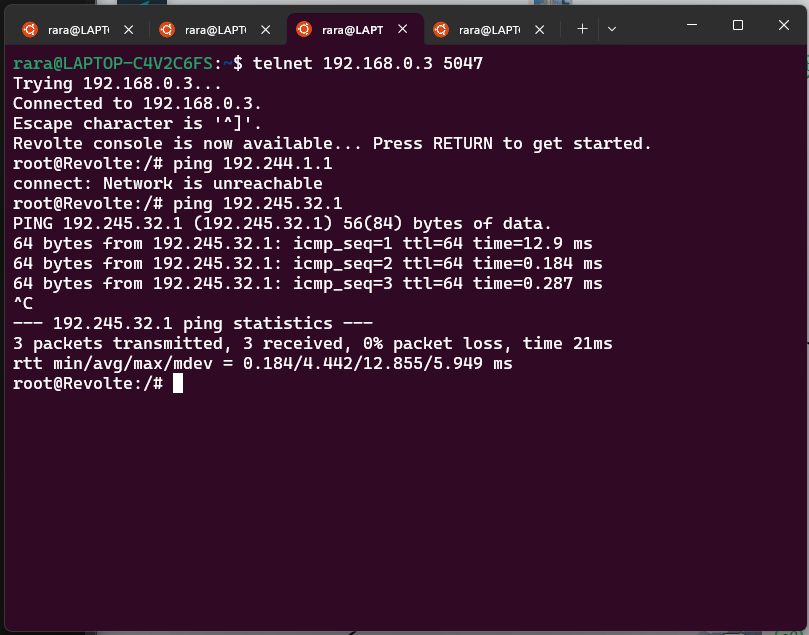 rara@LAPT
rara@LAPT
rara@LAPT
rara@LAPT
rara@LAPTOP-C4V2C6FS:~$ telnet 192.168.0.3 5047
Trying 192.168.0.3...
Connected to 192.168.0.3.
Escape character is '^]'.
Revolte console is now available... Press RETURN to get started.
root@Revolte:/# ping 192.244.1.1
connect: Network is unreachable
root@Revolte:/# ping 192.245.32.1
PING 192.245.32.1 (192.245.32.1) 56(84) bytes of data.
64 bytes from 192.245.32.1: icmp_seq=1 ttl=64 time=12.9 ms
64 bytes from 192.245.32.1: icmp_seq=2 ttl=64 time=0.184 ms
64 bytes from 192.245.32.1: icmp_seq=3 ttl=64 time=0.287 ms
^C
--- 192.245.32.1 ping statistics ---
3 packets transmitted, 3 received, 0% packet loss, time 21ms
rtt min/avg/max/mdev = 0.184/4.442/12.855/5.949 ms
root@Revolte:/#